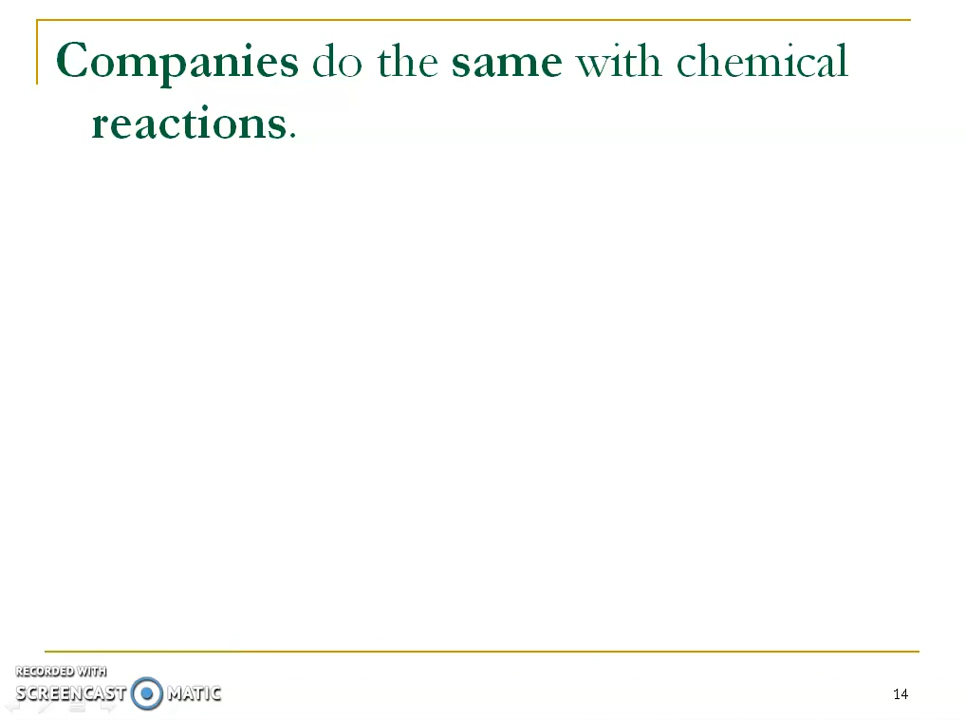 Companies do the same with chemical
reactions.
RECORDED WITH
SCREENCAST MATIC
14